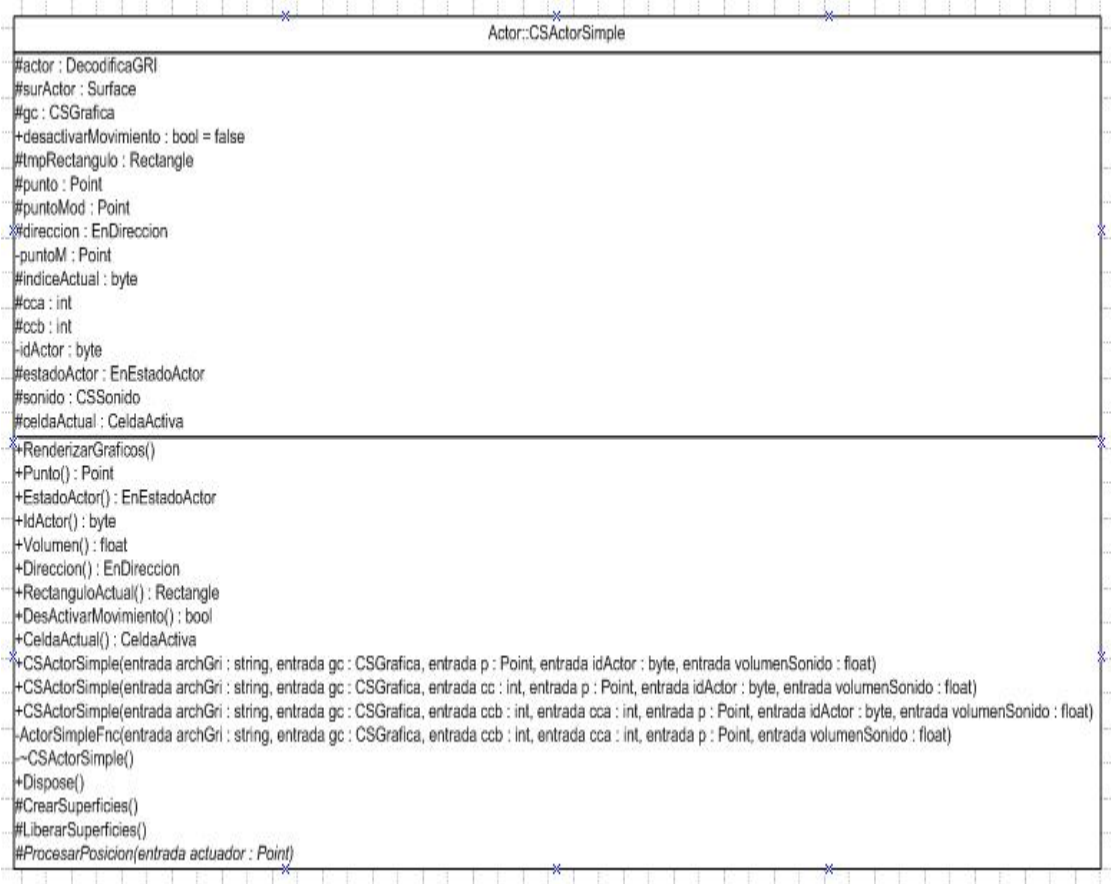 Actor::CSActorSimple
#actor : DecodificaGRI
#surActor : Surface
#gc : CSGrafica
+desactivarMovimiento : bool = false
#tmpRectangulo : Rectangle
#punto : Point
#puntoMod : Point
#direccion : EnDireccion
-puntoM : Point
#indiceActual : byte
#cca : int
#ccb : int
-idActor : byte
#estadoActor : EnEstadoActor
#sonido : CSSonido
#celdaActual : CeldaActiva
+RenderizarGraficos()
+Punto() : Point
+EstadoActor() : EnEstadoActor
+IdActor() : byte
+Volumen() : float
+Direccion() : EnDireccion
+RectanguloActual() : Rectangle
+DesActivarMovimiento() : bool
+CeldaActual() : CeldaActiva
+CSActorSimple(entrada archGri : string, entrada gc : CSGrafica, entrada p : Point, entrada idActor : byte, entrada volumenSonido : float)
+CSActorSimple(entrada archGri : string, entrada gc : CSGrafica, entrada cc : int, entrada p : Point, entrada idActor : byte, entrada volumenSonido : float)
+CSActorSimple(entrada archGri : string, entrada gc : CSGrafica, entrada ccb : int, entrada cca : int, entrada p : Point, entrada idActor : byte, entrada volumenSonido : float)
-ActorSimpleFnc(entrada archGri : string, entrada gc : CSGrafica, entrada ccb : int, entrada cca : int, entrada p : Point, entrada volumenSonido : float)
-~CSActorSimple()
+Dispose()
#CrearSuperficies()
#LiberarSuperficies()
#ProcesarPosicion(entrada actuador : Point)